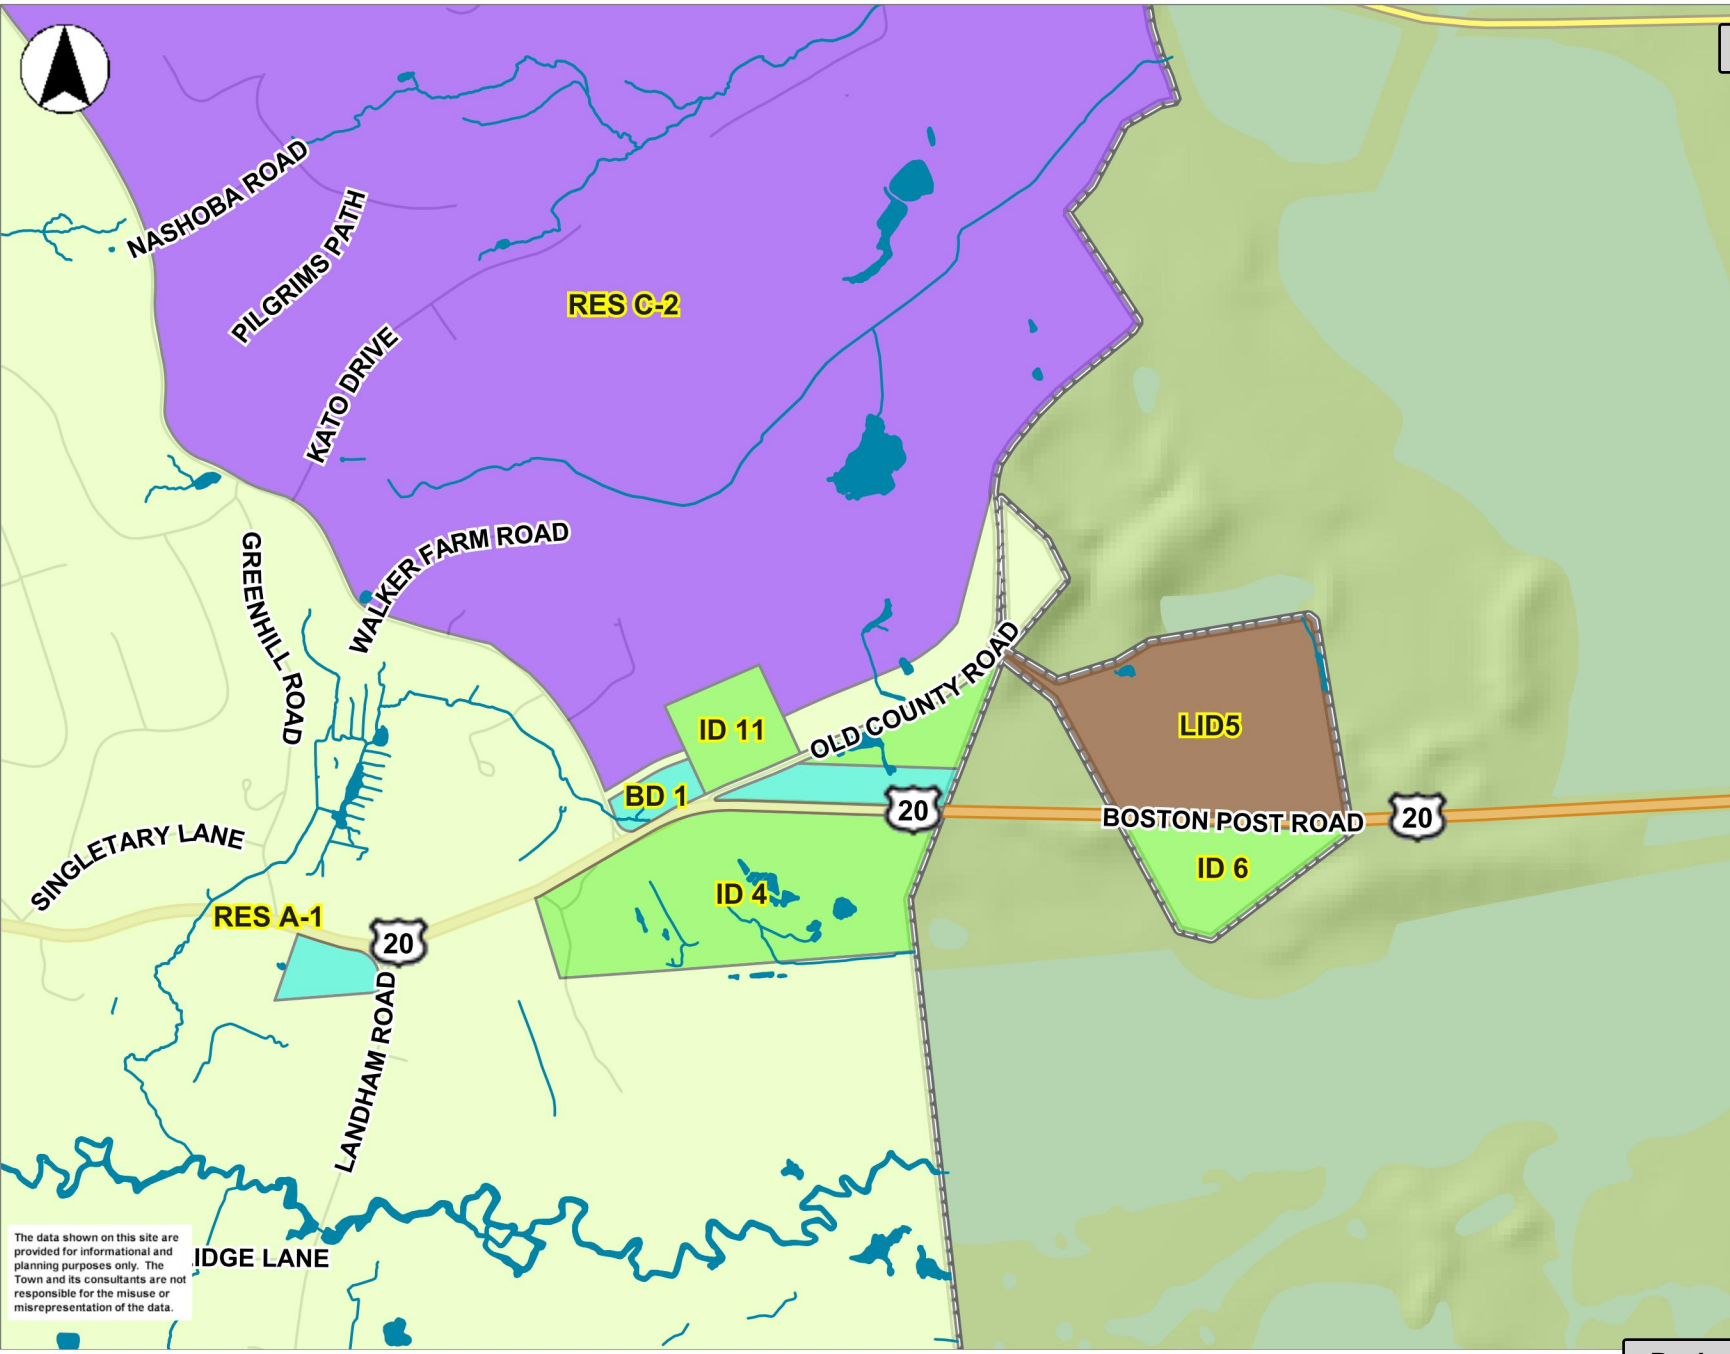 NASHOBA ROAD
PILGRIMS PATH
RES C-2
KATO DRIVE
WALKER FARM ROAD
GREENHILL ROAD
OLD COUNTY ROAD
ID 11
LID5
BD 1
20
BOSTON POST ROAD
20
SINGLETARY LANE
ID 6
ID 4
RES A-1
20
LANDHAM ROAD
IDGE LANE
The data shown on this site are
provided for informational and
planning purposes only. The
Town and its consultants are not
responsible for the misuse or
misrepresentation of the data.